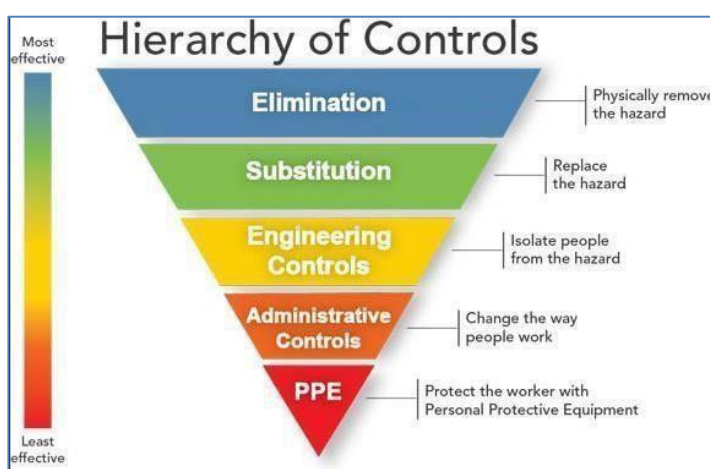 Hierarchy of Controls
Most
effective
Elimination
Physically remove
the hazard
Substitution
Replace
the hazard
Engineering
Controls
Isolate people
from the hazard
Administrative
Controls
Change the way
people work
PPE
Protect the worker with
Personal Protective Equipment
Least
effective